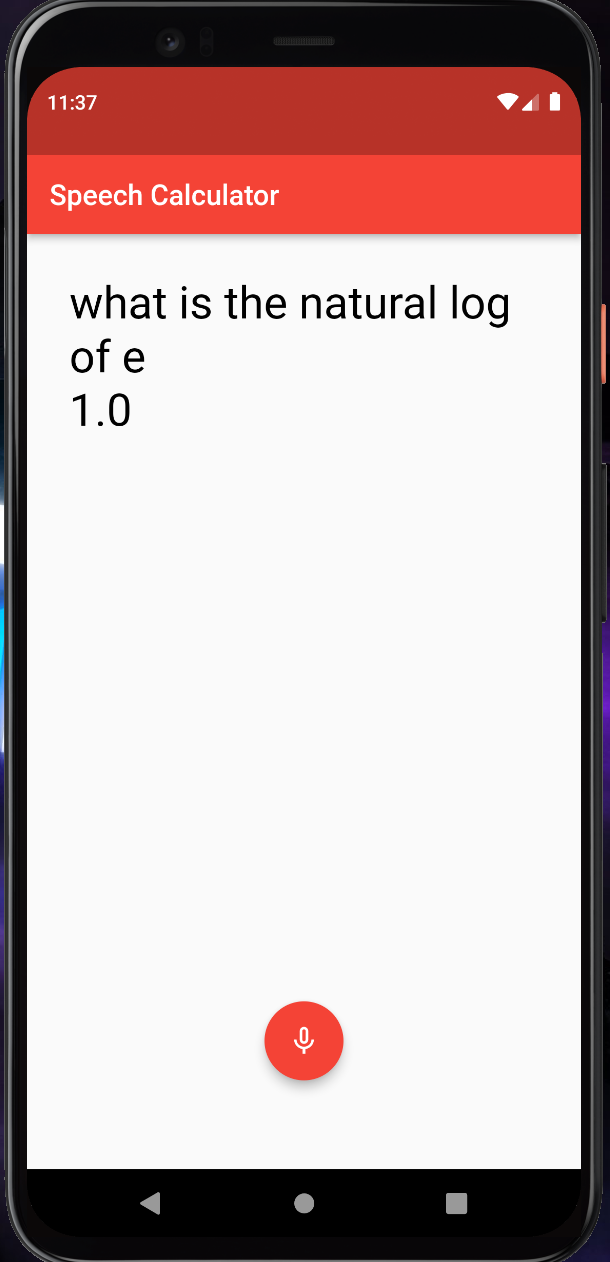 11:37
Speech Calculator
what is the natural log
of e
1.0